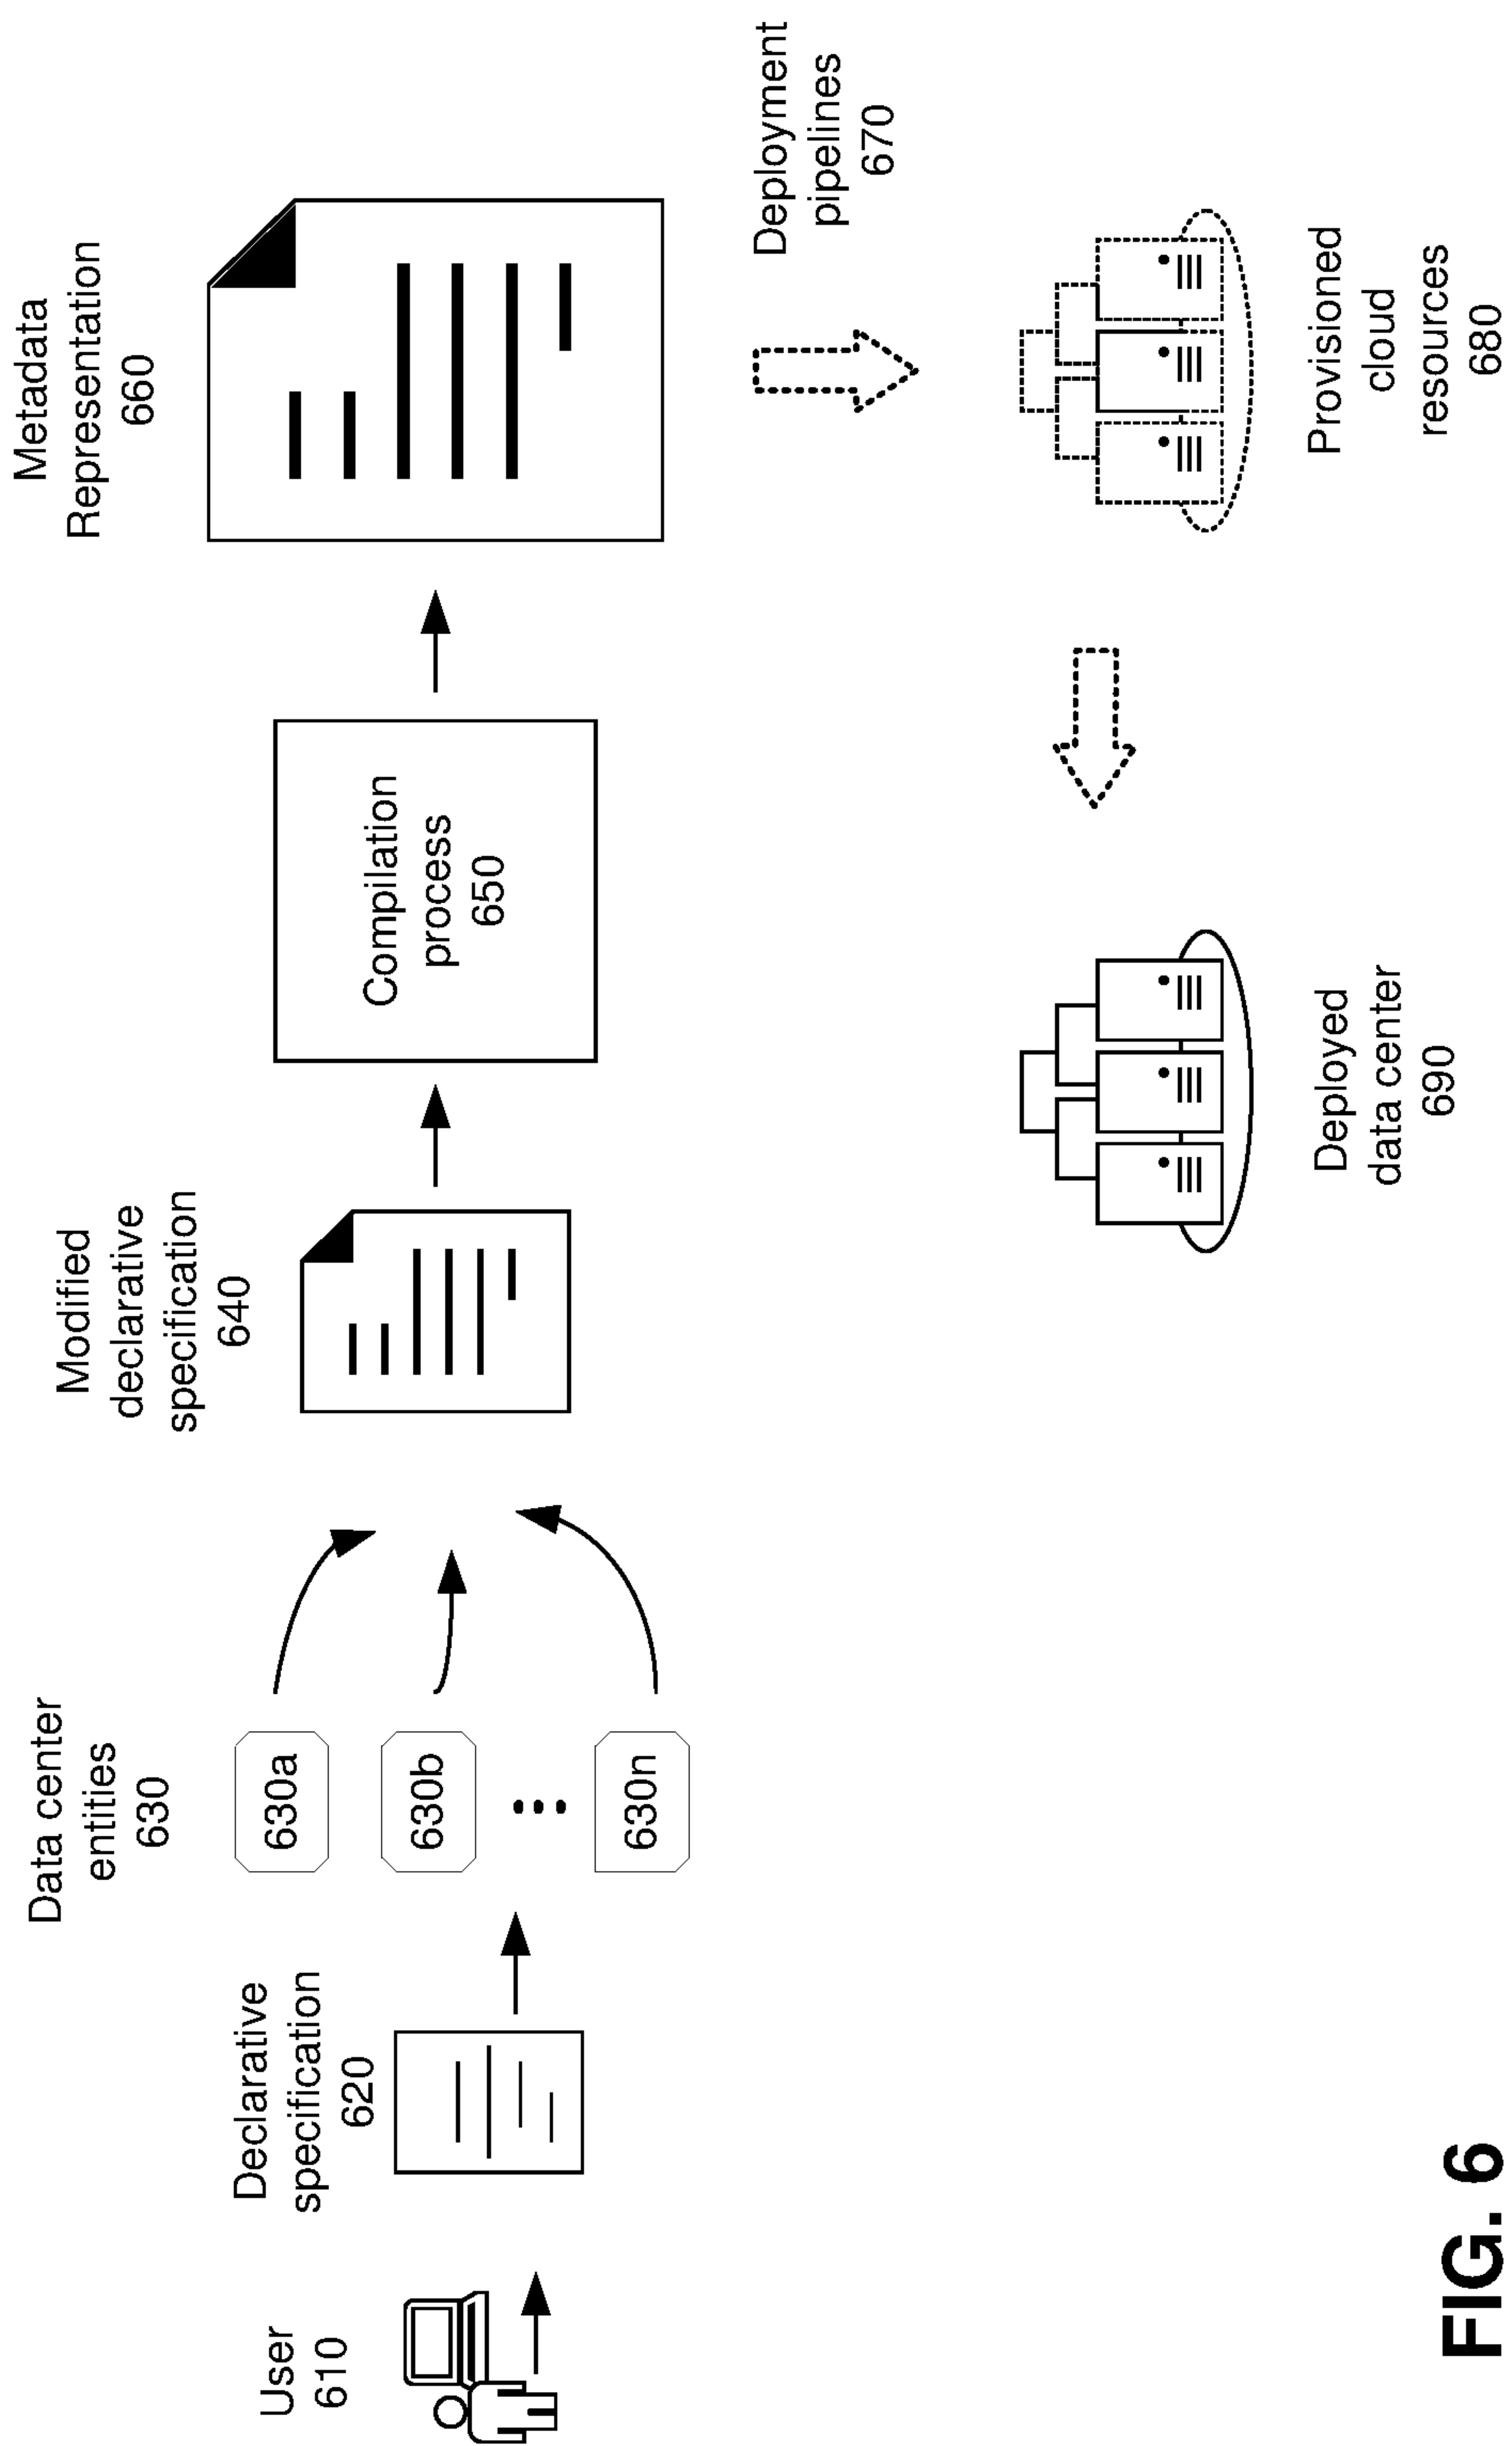 User
610
Declarative
specification
620
Data center
entities
630
630a
630b
630n
Modified
declarative
specification
640
Compilation
process
650
Metadata
Representation
660
Deployment
pipelines
670
Provisioned
cloud
resources
680
Deployed
data center
690
FIG. 6